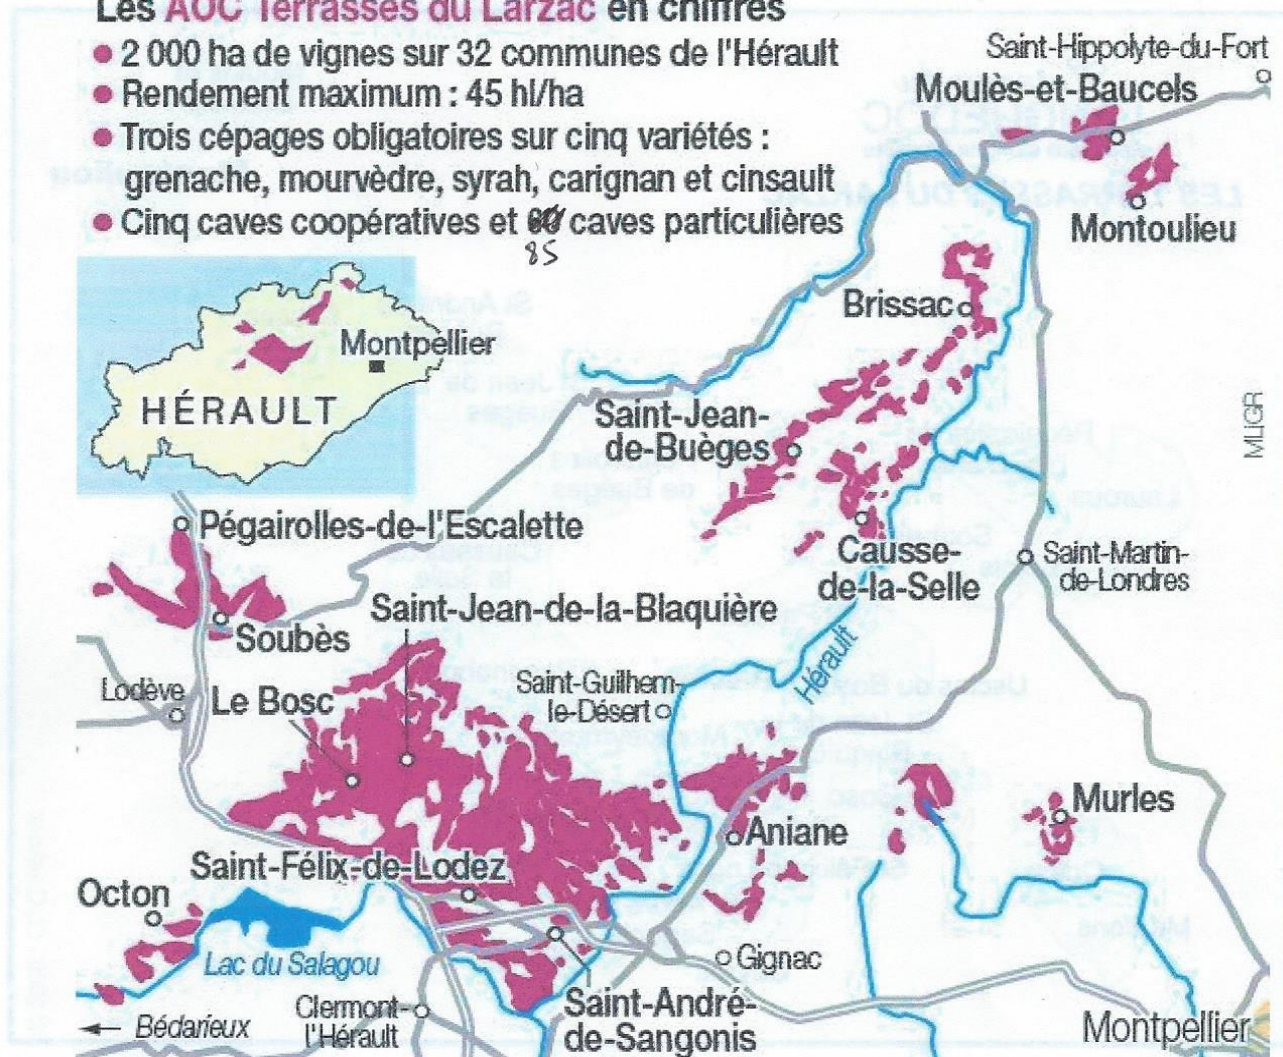 Les AOC Terrasses du Larzac en chiffres
• 2 000 ha de vignes sur 32 communes de l'Hérault
• Rendement maximum : 45 hl/ha
• Trois cépages obligatoires sur cinq variétés :
grenache, mourvèdre, syrah, carignan et cinsault
• Cinq caves coopératives et 60 caves particulières
85
Saint-Hippolyte-du-Fort
Moulès-et-Baucels
Montoulieu
Brissac
Montpellier
HÉRAULT
MLIGR
Saint-Jean-
de-Buèges
Pégairolles-de-l'Escalette
Causse-
de-la-Selle
Saint-Martin-
de-Londres
Saint-Jean-de-la-Blaquière
Soubès
Hérault
Lodève
Le Bosc
Saint-Guilhem-
le-Désert
Murles
Aniane
Saint-Félix-de-Lodez
Octon
Lac du Salagou
Gignac
Clermont-
l'Hérault
Saint-André-
de-Sangonis
← Bédarieux
Montpellier